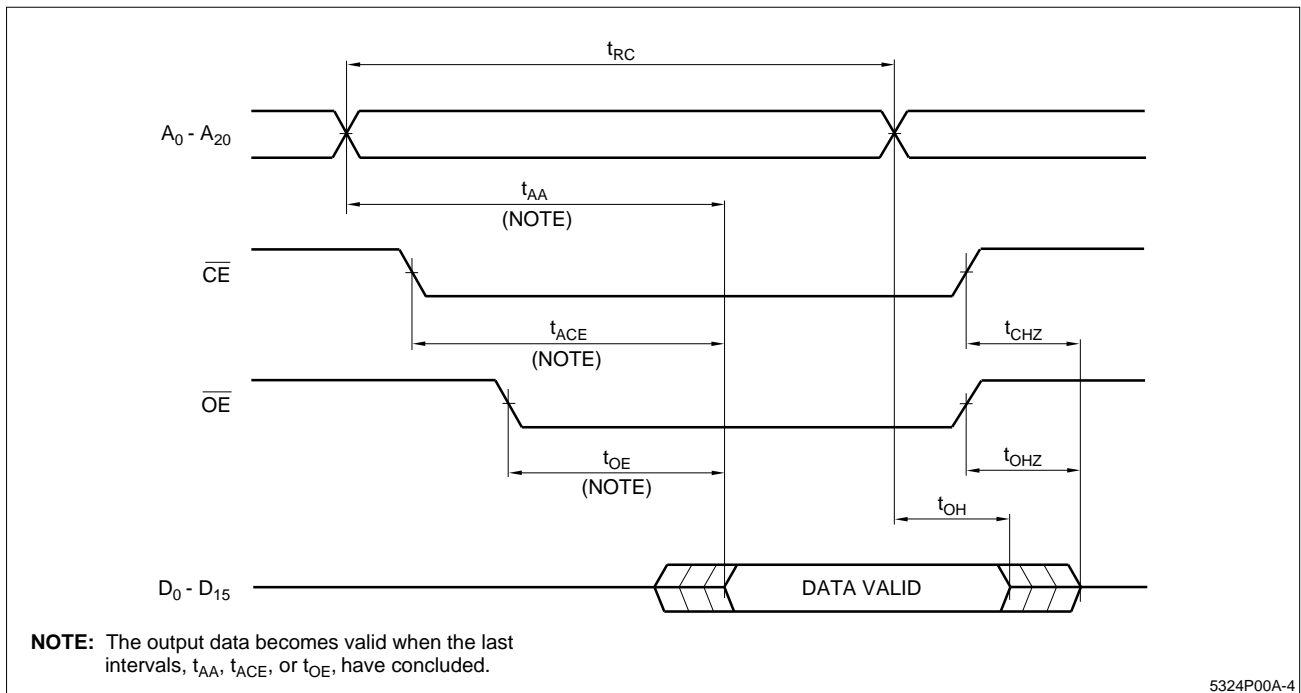 tRC
A0 - A20
tAA
(NOTE)
CE
tACE
(NOTE)
tCHZ
OE
tOE
(NOTE)
tOHZ
tOH
D0 - D15
DATA VALID
NOTE: The output data becomes valid when the last
intervals, tAA, tACE, or tOE, have concluded.
5324P00A-4